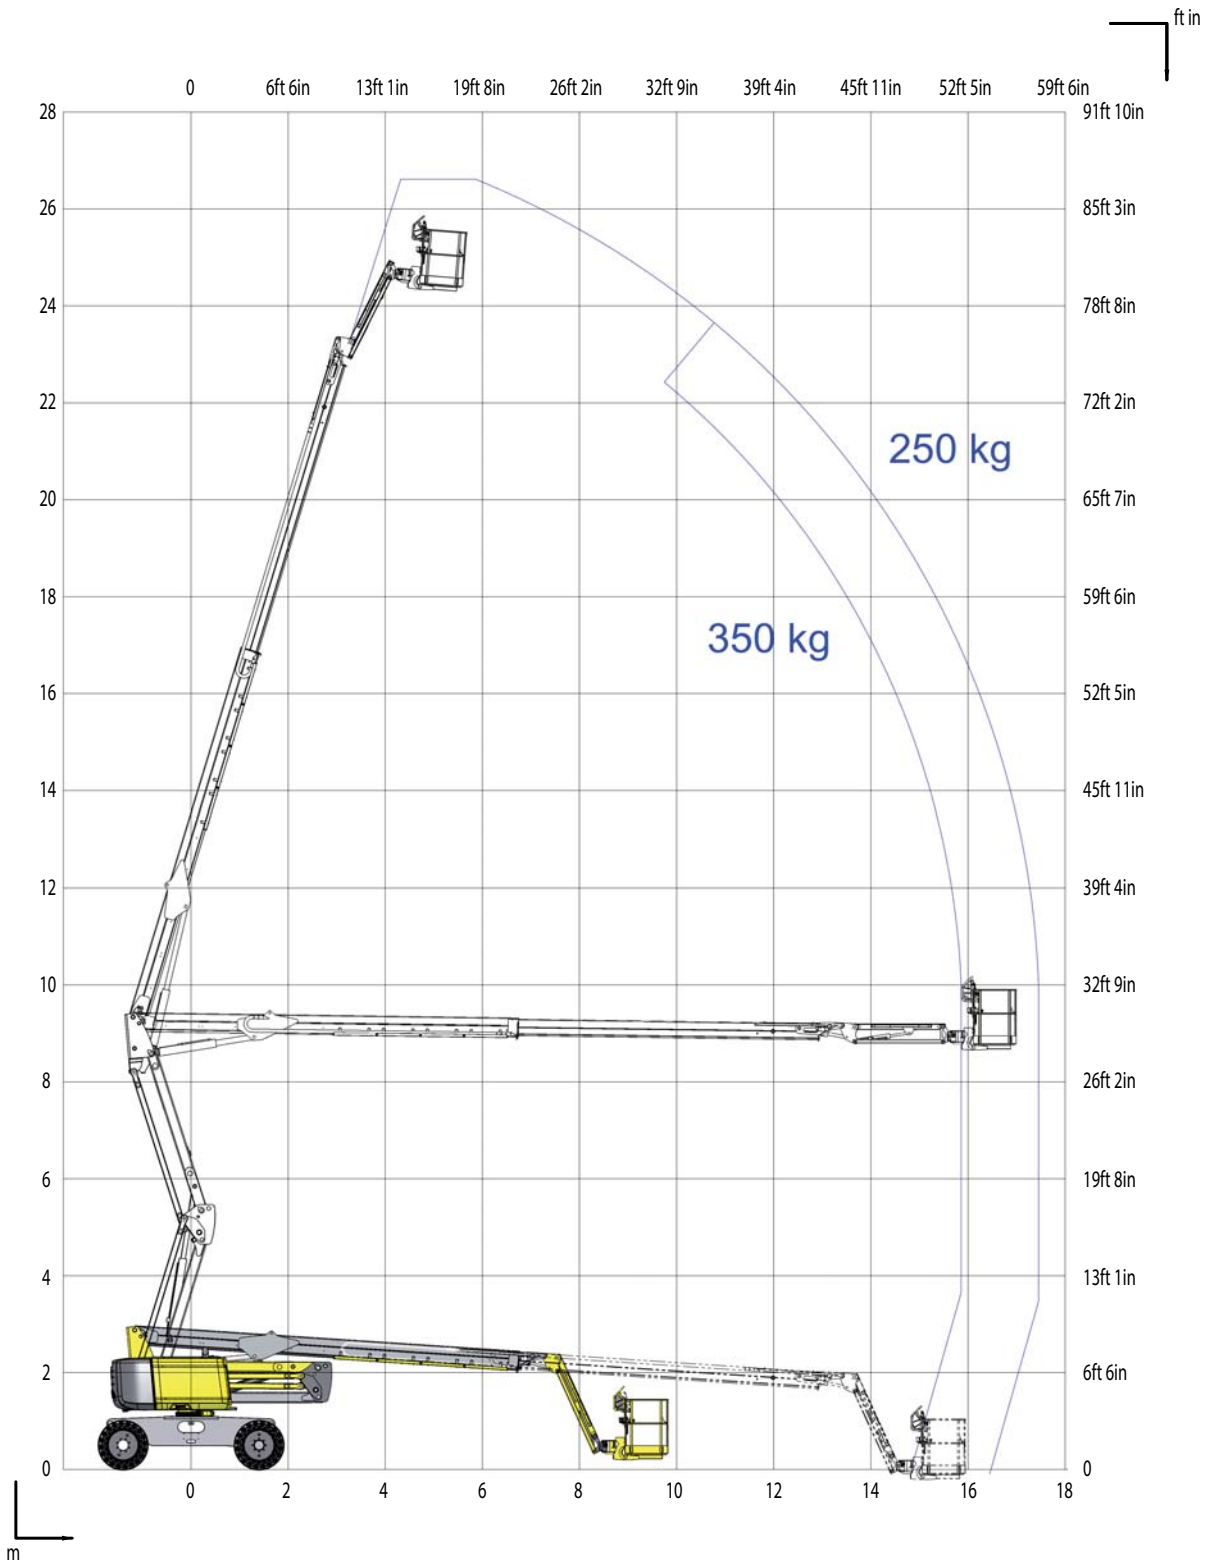 ft in
0 6ft 6in 13ft 1in 19ft 8in 26ft 2in 32ft 9in 39ft 4in 45ft 11in 52ft 5in 59ft 6in
28 91ft 10in
26 85ft 3in
24 78ft 8in
22 72ft 2in
250 kg
20 65ft 7in
18 59ft 6in
350 kg
16 52ft 5in
14 45ft 11in
12 39ft 4in
10 32ft 9in
8 26ft 2in
6 19ft 8in
4 13ft 1in
2 6ft 6in
0 0
0 2 4 6 8 10 12 14 16 18
m